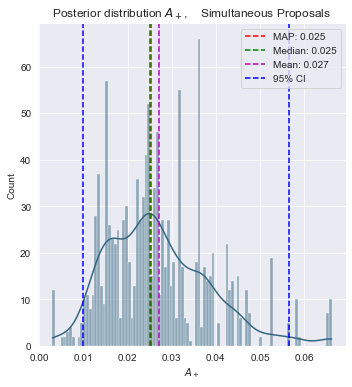 Posterior distribution A₊, Simultaneous Proposals
MAP: 0.025
Median: 0.025
Mean: 0.027
95% CI
Count
60
50
40
30
20
10
0
0.00 0.01 0.02 0.03 0.04 0.05 0.06
A₊